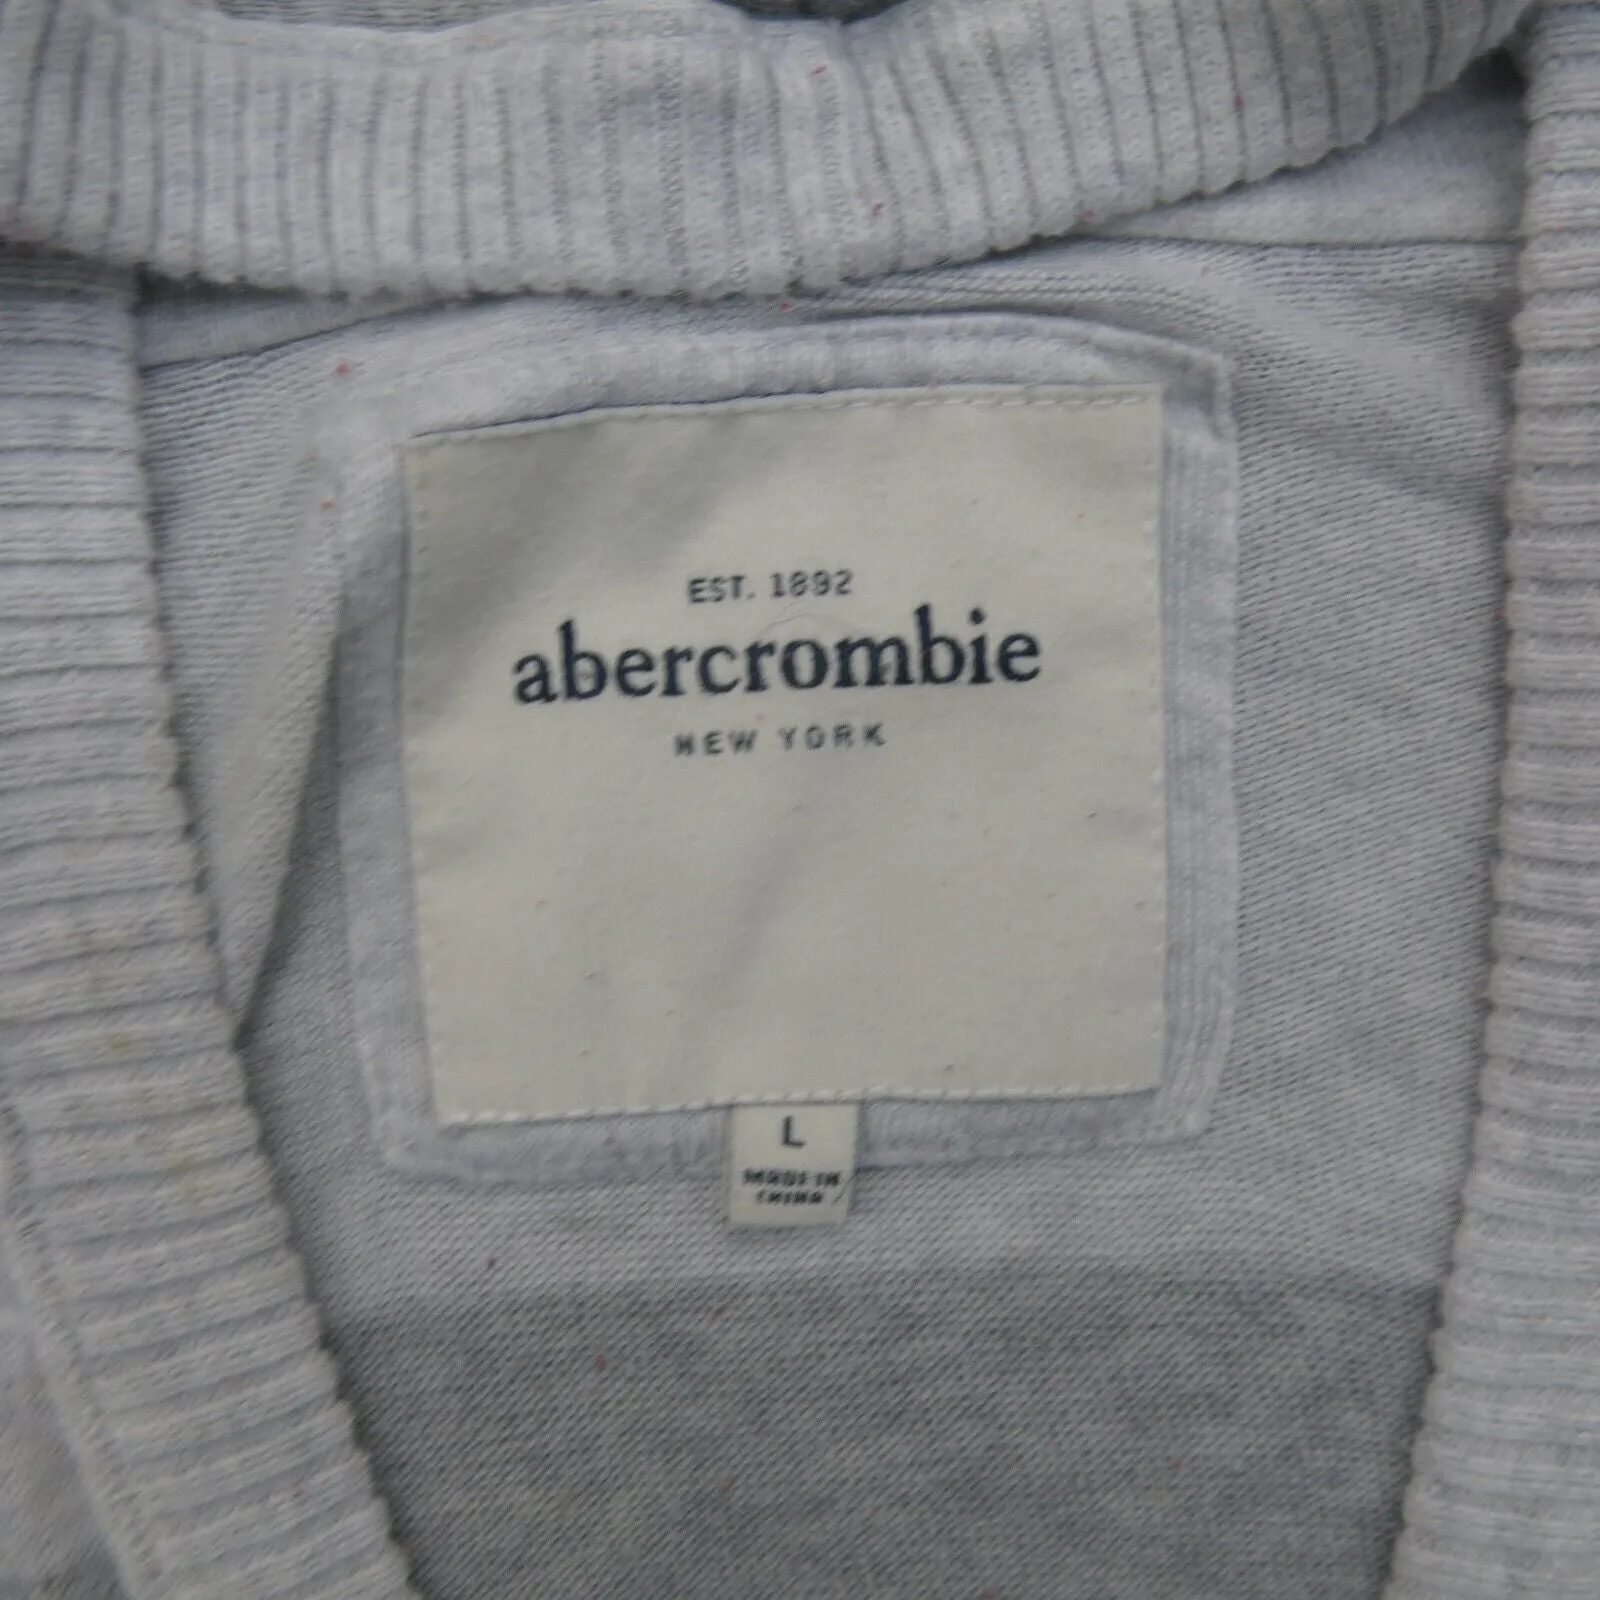 EST. 1892
abercrombie
NEW YORK
L
MADE IN
CHINA